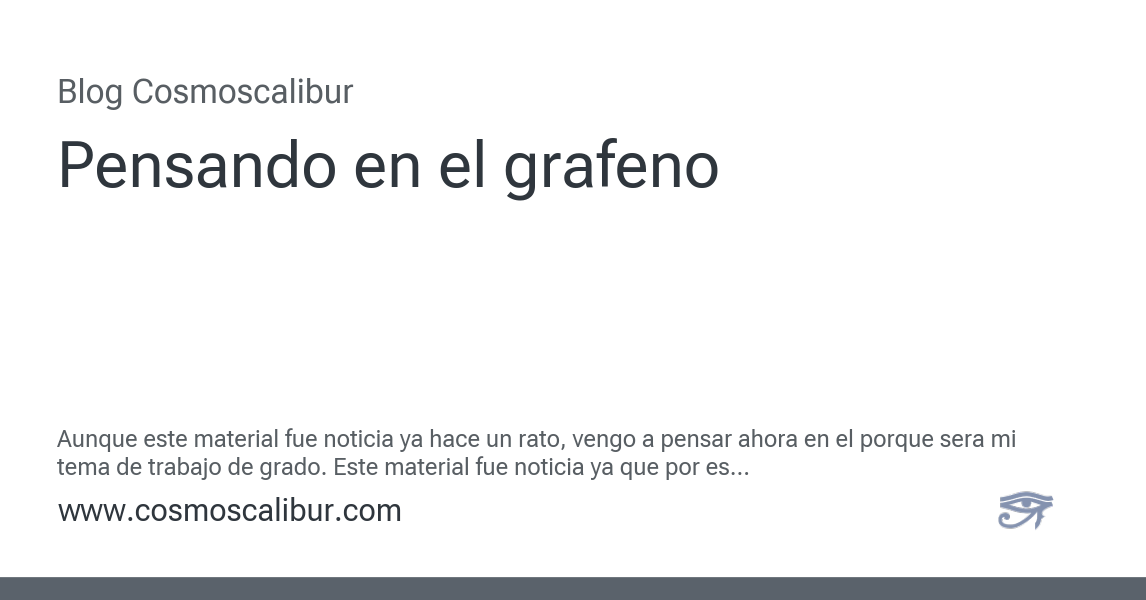 Blog Cosmoscalibur
Pensando en el grafeno
Aunque este material fue noticia ya hace un rato, vengo a pensar ahora en el porque sera mi
tema de trabajo de grado. Este material fue noticia ya que por es...
www.cosmoscalibur.com